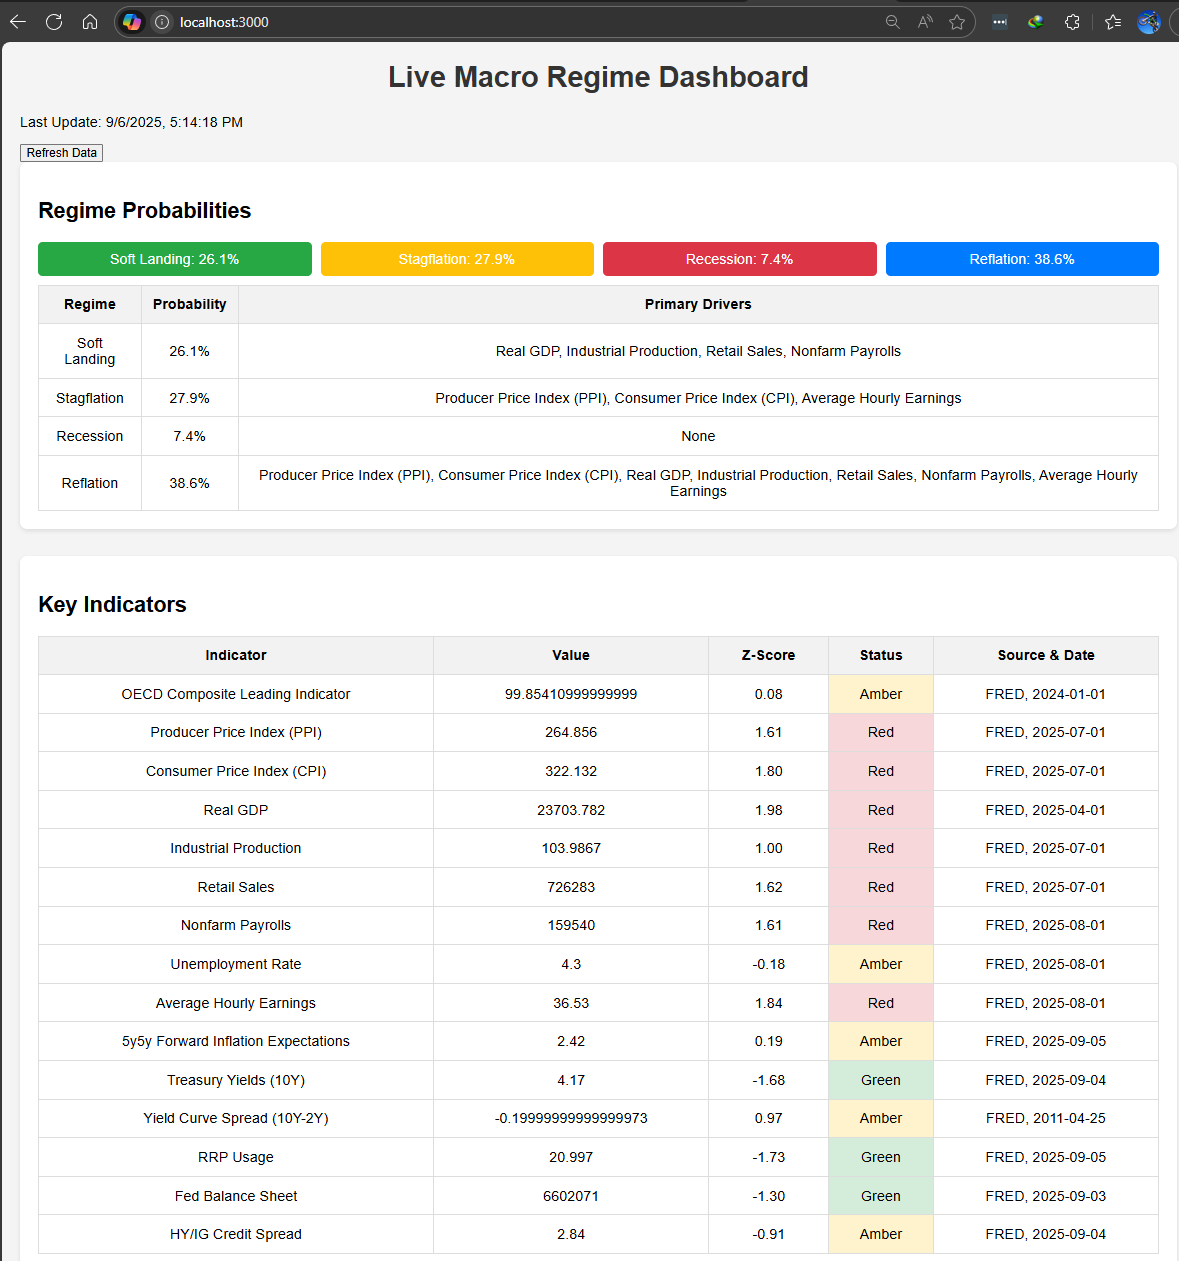 localhost:3000
Live Macro Regime Dashboard
Last Update: 9/6/2025, 5:14:18 PM
Refresh Data
Regime Probabilities
Soft Landing: 26.1% Stagflation: 27.9% Recession: 7.4% Reflation: 38.6%
Regime Probability Primary Drivers
Soft
Landing 26.1% Real GDP, Industrial Production, Retail Sales, Nonfarm Payrolls
Stagflation 27.9% Producer Price Index (PPI), Consumer Price Index (CPI), Average Hourly Earnings
Recession 7.4% None
Reflation 38.6% Producer Price Index (PPI), Consumer Price Index (CPI), Real GDP, Industrial Production, Retail Sales, Nonfarm Payrolls, Average Hourly
Earnings
Key Indicators
Indicator Value Z-Score Status Source & Date
OECD Composite Leading Indicator 99.85410999999999 0.08 Amber FRED, 2024-01-01
Producer Price Index (PPI) 264.856 1.61 Red FRED, 2025-07-01
Consumer Price Index (CPI) 322.132 1.80 Red FRED, 2025-07-01
Real GDP 23703.782 1.98 Red FRED, 2025-04-01
Industrial Production 103.9867 1.00 Red FRED, 2025-07-01
Retail Sales 726283 1.62 Red FRED, 2025-07-01
Nonfarm Payrolls 159540 1.61 Red FRED, 2025-08-01
Unemployment Rate 4.3 -0.18 Amber FRED, 2025-08-01
Average Hourly Earnings 36.53 1.84 Red FRED, 2025-08-01
5y5y Forward Inflation Expectations 2.42 0.19 Amber FRED, 2025-09-05
Treasury Yields (10Y) 4.17 -1.68 Green FRED, 2025-09-04
Yield Curve Spread (10Y-2Y) -0.19999999999999973 0.97 Amber FRED, 2011-04-25
RRP Usage 20.997 -1.73 Green FRED, 2025-09-05
Fed Balance Sheet 6602071 -1.30 Green FRED, 2025-09-03
HY/IG Credit Spread 2.84 -0.91 Amber FRED, 2025-09-04